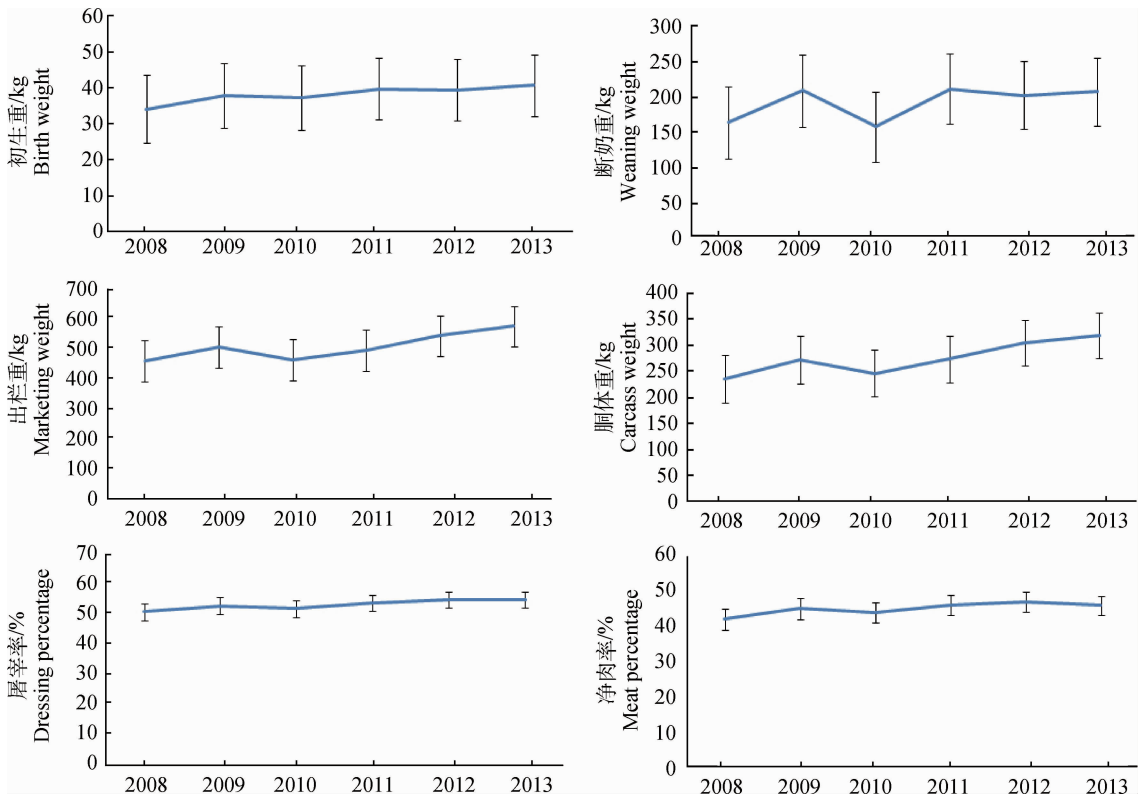 初生重/kg
Birth weight
60
50
40
30
20
10
0
2008 2009 2010 2011 2012 2013
断奶重/kg
Weaning weight
300
250
200
150
100
50
0
2008 2009 2010 2011 2012 2013
出栏重/kg
Marketing weight
700
600
500
400
300
200
100
0
2008 2009 2010 2011 2012 2013
胴体重/kg
Carcass weight
400
350
300
250
200
150
100
50
0
2008 2009 2010 2011 2012 2013
屠宰率/%
Dressing percentage
70
60
50
40
30
20
10
0
2008 2009 2010 2011 2012 2013
净肉率/%
Meat percentage
60
50
40
30
20
10
0
2008 2009 2010 2011 2012 2013